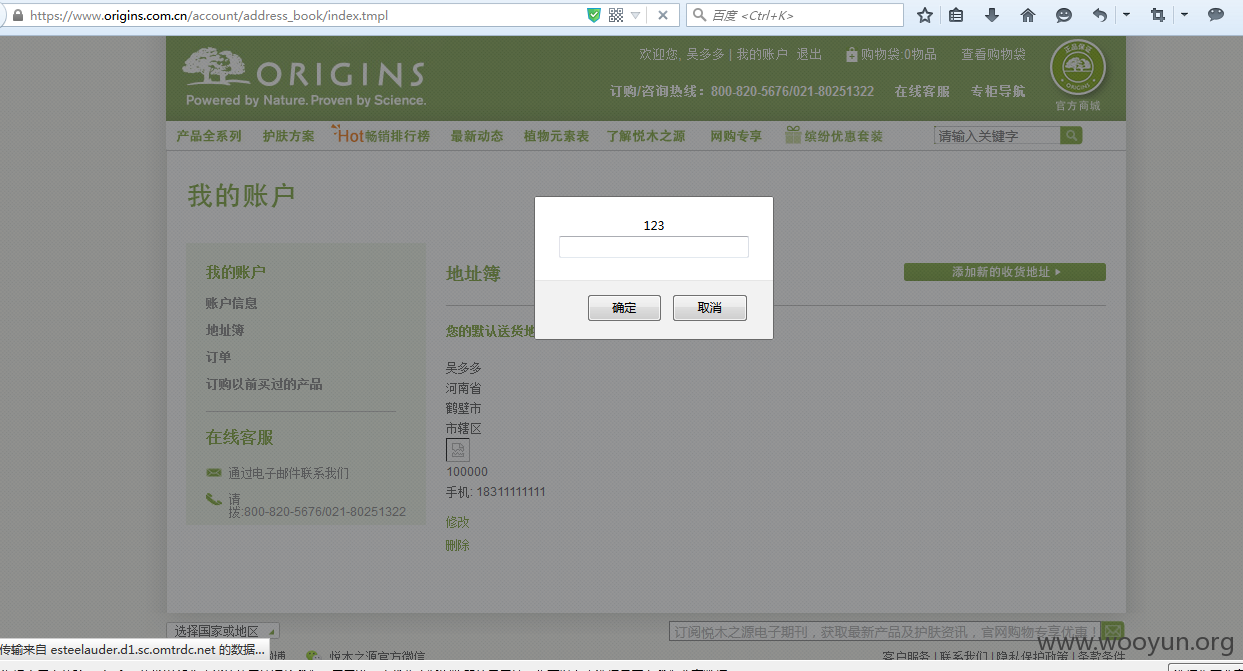 https://www.origins.com.cn/account/address_book/index.tmpl
百度 <Ctrl+K>
欢迎您, 吴多多 | 我的账户 退出 购物袋:0物品 查看购物袋
ORIGINS
Powered by Nature. Proven by Science.
订购/咨询热线：800-820-5676/021-80251322 在线客服 专柜导航
正品保证
ORIGINS
官方商城
产品全系列 护肤方案 Hot畅销排行榜 最新动态 植物元素表 了解悦木之源 网购专享 缤纷优惠套装 请输入关键字
我的账户
123
确定 取消
我的账户
账户信息
地址簿
订单
订购以前买过的产品
在线客服
通过电子邮件联系我们
请
拨:800-820-5676/021-80251322
地址簿
添加新的收货地址
您的默认送货地
吴多多
河南省
鹤壁市
市辖区
100000
手机: 18311111111
修改
删除
选择国家或地区
订阅悦木之源电子期刊，获取最新产品及护肤资讯，官网购物专享优惠！
传输来自 esteelauder.d1.sc.omtrdc.net 的数据...
悦木之源官方微信
客户服务 | 联系我们 | 隐私保护政策 | 条款条件
www.wooyun.org